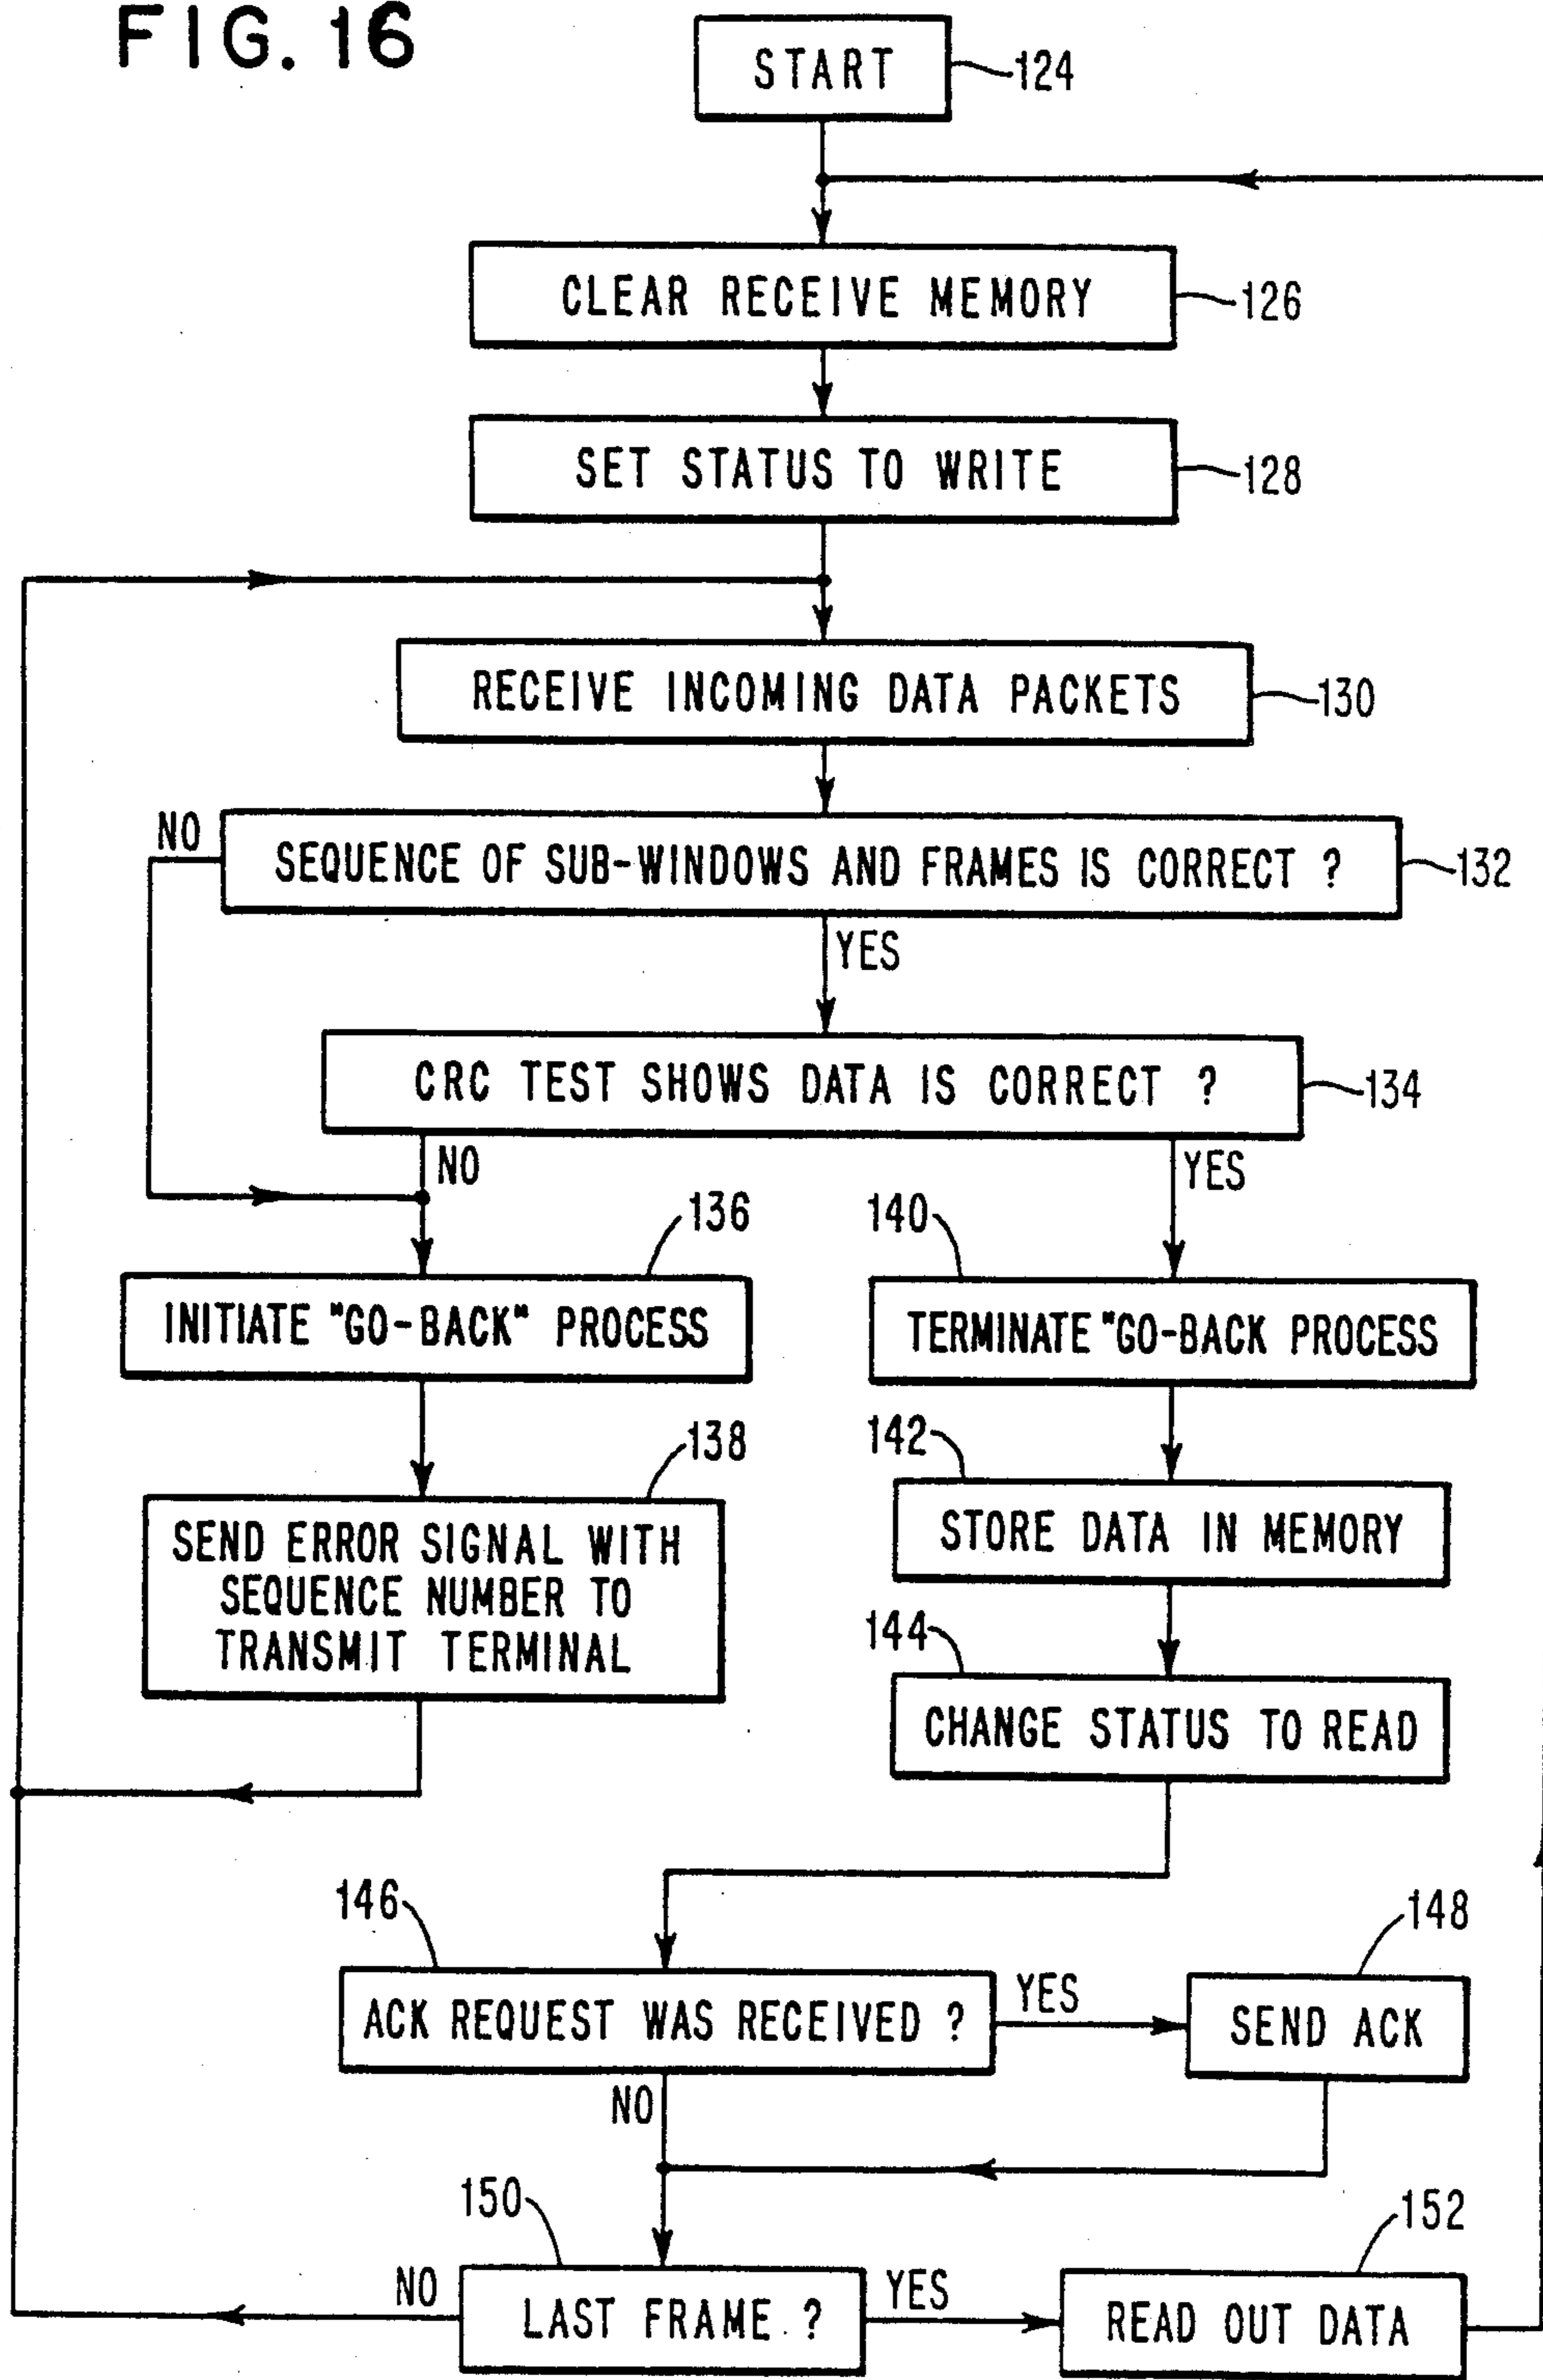 FIG. 16
START
124
CLEAR RECEIVE MEMORY
126
SET STATUS TO WRITE
128
RECEIVE INCOMING DATA PACKETS
130
NO
SEQUENCE OF SUB-WINDOWS AND FRAMES IS CORRECT ?
132
YES
CRC TEST SHOWS DATA IS CORRECT ?
134
NO
YES
136
140
INITIATE "GO-BACK" PROCESS
TERMINATE "GO-BACK PROCESS
138
142
SEND ERROR SIGNAL WITH
SEQUENCE NUMBER TO
TRANSMIT TERMINAL
STORE DATA IN MEMORY
144
CHANGE STATUS TO READ
146
148
ACK REQUEST WAS RECEIVED ?
YES
SEND ACK
NO
150
152
NO
LAST FRAME ?
YES
READ OUT DATA